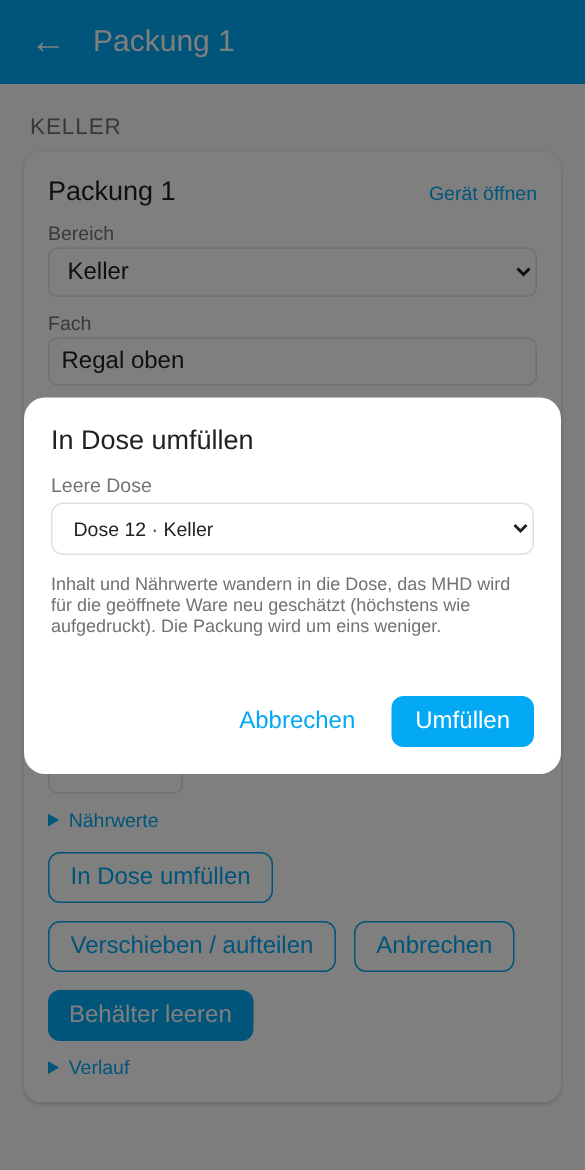 ← Packung 1
KELLER
Packung 1 Gerät öffnen
Bereich
Keller
Fach
Regal oben
In Dose umfüllen
Leere Dose
Dose 12 · Keller
Inhalt und Nährwerte wandern in die Dose, das MHD wird
für die geöffnete Ware neu geschätzt (höchstens wie
aufgedruckt). Die Packung wird um eins weniger.
Abbrechen Umfüllen
Nährwerte
In Dose umfüllen
Verschieben / aufteilen Anbrechen
Behälter leeren
Verlauf